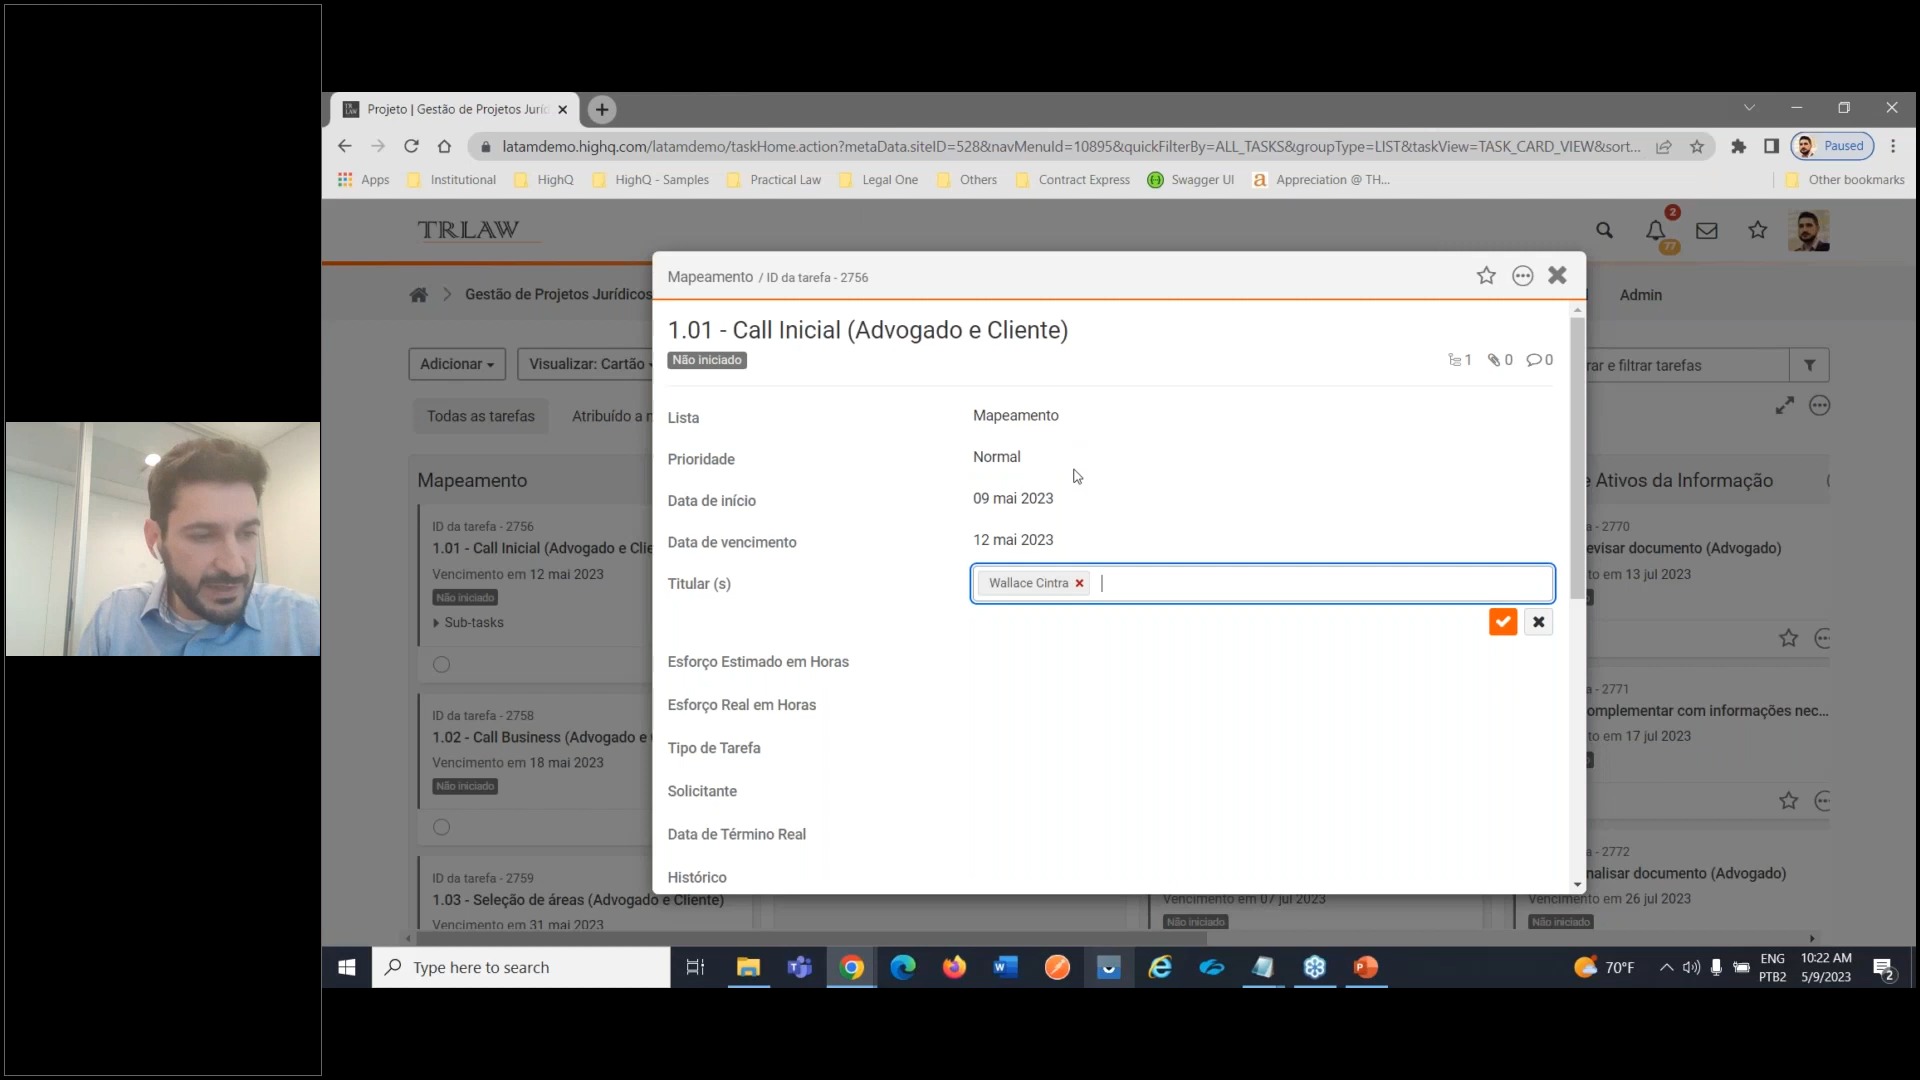 Projeto | Gestão de Projetos Juríd
latamdemo.highq.com/latamdemo/taskHome.action?metaData.siteID=528&navMenuId=10895&quickFilterBy=ALL_TASKS&groupType=LIST&taskView=TASK_CARD_VIEW&sort...
Paused
Apps
Institutional
HighQ
HighQ - Samples
Practical Law
Legal One
Others
Contract Express
Swagger UI
a
Appreciation @ TH...
Other bookmarks
TRLAW
2
77
Gestão de Projetos Jurídicos
Admin
Adicionar
Visualizar: Cartão
rar e filtrar tarefas
Todas as tarefas
Atribuído a
Mapeamento
ID da tarefa - 2756
1.01 - Call Inicial (Advogado e Clie
Vencimento em 12 mai 2023
Não iniciado
Sub-tasks
ID da tarefa - 2758
1.02 - Call Business (Advogado e
Vencimento em 18 mai 2023
Não iniciado
ID da tarefa - 2759
1.03 - Seleção de áreas (Advogado e Cliente)
Vencimento em 31 mai 2023
Mapeamento / ID da tarefa - 2756
1.01 - Call Inicial (Advogado e Cliente)
Não iniciado
1
0
0
Lista
Mapeamento
Prioridade
Normal
Data de início
09 mai 2023
Data de vencimento
12 mai 2023
Titular (s)
Wallace Cintra
Esforço Estimado em Horas
Esforço Real em Horas
Tipo de Tarefa
Solicitante
Data de Término Real
Histórico
Vencimento em 07 jul 2023
Não iniciado
e Ativos da Informação
a - 2770
evisar documento (Advogado)
to em 13 jul 2023
a - 2771
omplementar com informações nec...
to em 17 jul 2023
a - 2772
nalisar documento (Advogado)
Vencimento em 26 jul 2023
Não iniciado
Type here to search
70°F
ENG
PTB2
10:22 AM
5/9/2023
2